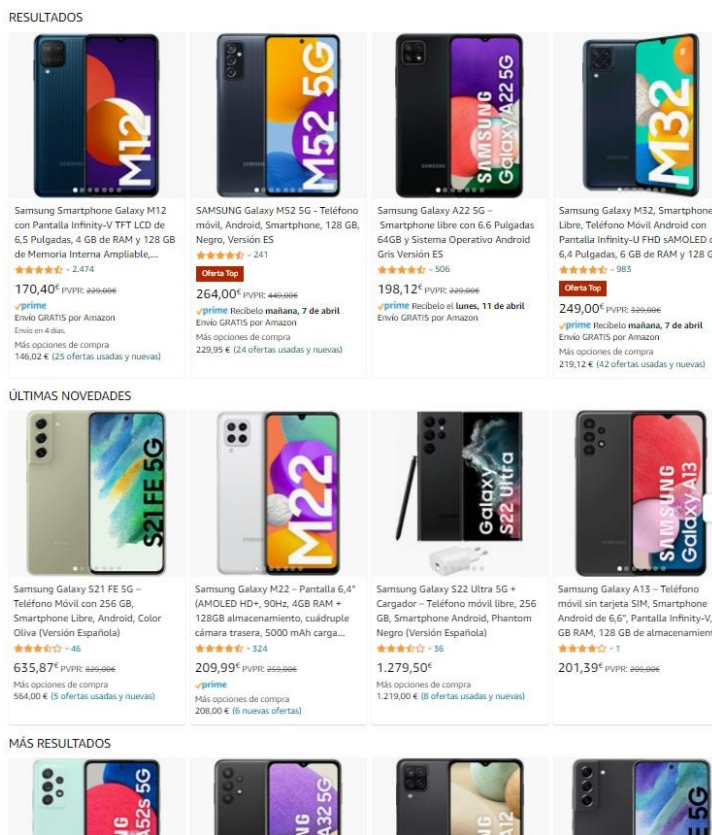 RESULTADOS
M12
M52 5G
SAMSUNG
Galaxy A22 5G
M32
Samsung Smartphone Galaxy M12
con Pantalla Infinity-V TFT LCD de
6,5 Pulgadas, 4 GB de RAM y 128 GB
de Memoria Interna Ampliable,...
2.474
170,40€ PVPR: 229,00€
prime
Envío GRATIS por Amazon
Envío en 4 días.
Más opciones de compra
146,02 € (25 ofertas usadas y nuevas)
SAMSUNG Galaxy M52 5G - Teléfono
móvil, Android, Smartphone, 128 GB,
Negro, Versión ES
241
Oferta Top
264,00€ PVPR: 449,00€
prime Recíbelo mañana, 7 de abril
Envío GRATIS por Amazon
Más opciones de compra
229,95 € (24 ofertas usadas y nuevas)
Samsung Galaxy A22 5G –
Smartphone libre con 6.6 Pulgadas
64GB y Sistema Operativo Android
Gris Versión ES
506
198,12€ PVPR: 229,00€
prime Recíbelo el lunes, 11 de abril
Envío GRATIS por Amazon
Samsung Galaxy M32, Smartphone
Libre, Teléfono Móvil Android con
Pantalla Infinity-U FHD sAMOLED
6,4 Pulgadas, 6 GB de RAM y 128 G
983
Oferta Top
249,00€ PVPR: 329,00€
prime Recíbelo mañana, 7 de abril
Envío GRATIS por Amazon
Más opciones de compra
219,12 € (42 ofertas usadas y nuevas)
ÚLTIMAS NOVEDADES
S21 FE 5G
M22
Galaxy
S22 Ultra
SAMSUNG
Galaxy A13
Samsung Galaxy S21 FE 5G –
Teléfono Móvil con 256 GB,
Smartphone Libre, Android, Color
Oliva (Versión Española)
46
635,87€ PVPR: 829,00€
Más opciones de compra
564,00 € (5 ofertas usadas y nuevas)
Samsung Galaxy M22 – Pantalla 6,4"
(AMOLED HD+, 90Hz, 4GB RAM +
128GB almacenamiento, cuádruple
cámara trasera, 5000 mAh carga...
324
209,99€ PVPR: 259,00€
prime
Más opciones de compra
208,00 € (6 nuevas ofertas)
Samsung Galaxy S22 Ultra 5G +
Cargador – Teléfono móvil libre, 256
GB, Smartphone Android, Phantom
Negro (Versión Española)
36
1.279,50€
Más opciones de compra
1.219,00 € (8 ofertas usadas y nuevas)
Samsung Galaxy A13 – Teléfono
móvil sin tarjeta SIM, Smartphone
Android de 6,6", Pantalla Infinity-V,
GB RAM, 128 GB de almacenamient
1
201,39€ PVPR: 209,00€
MÁS RESULTADOS
A52s 5G
A32 5G
A12
E 5G